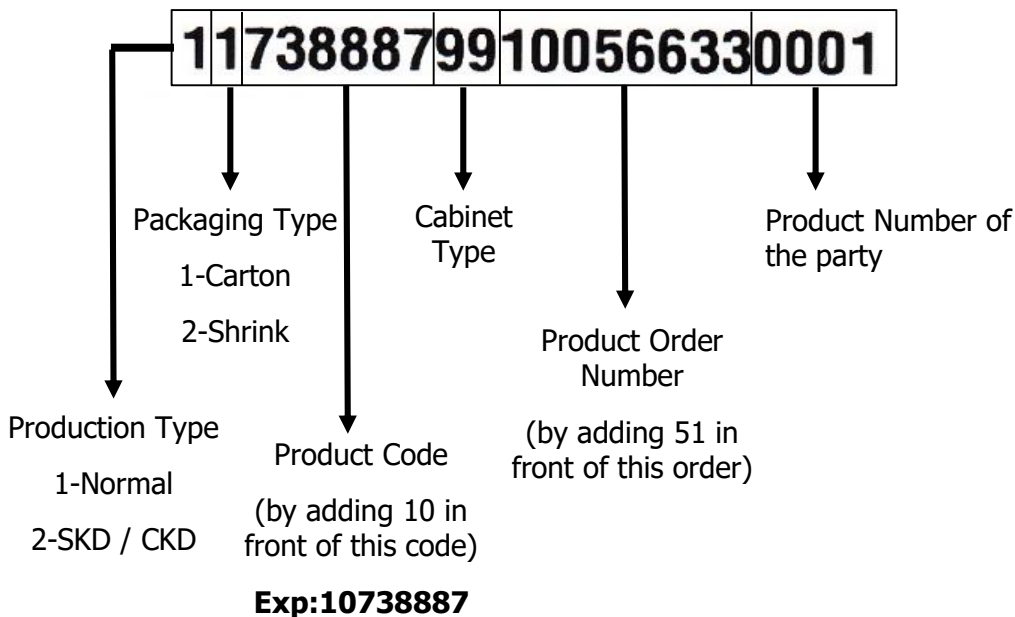 1173888799100566330001
Packaging Type
1-Carton
2-Shrink
Cabinet
Type
Product Number of
the party
Product Order
Number
(by adding 51 in
front of this order)
Production Type
1-Normal
2-SKD / CKD
Product Code
(by adding 10 in
front of this code)
Exp:10738887